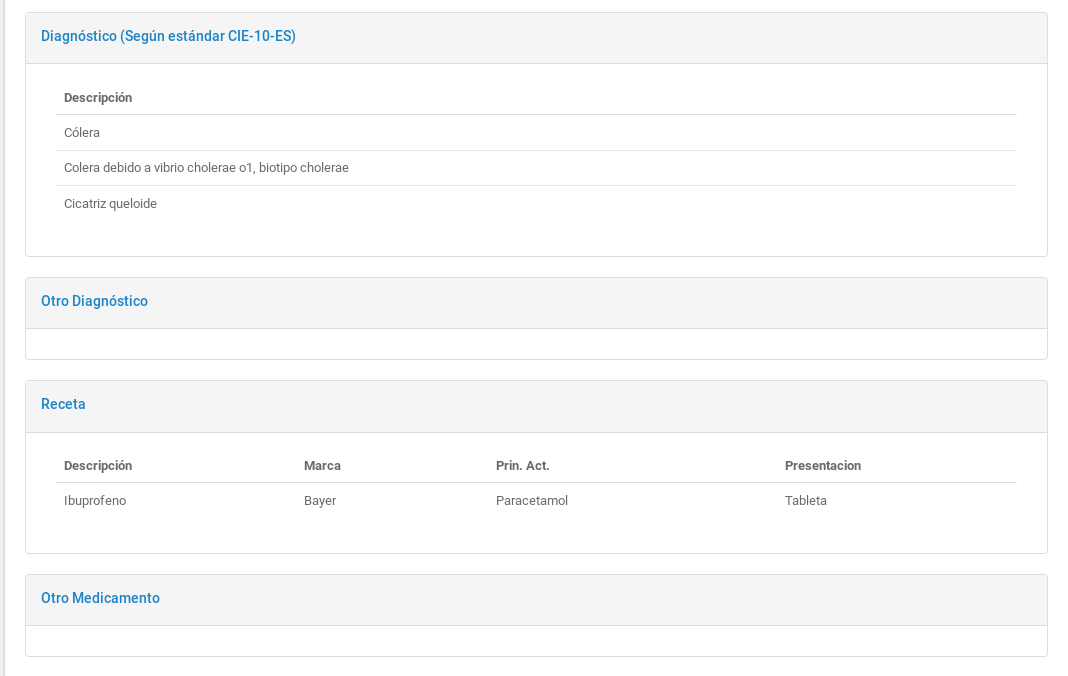 Diagnóstico (Según estándar CIE-10-ES)
Descripción
Cólera
Colera debido a vibrio cholerae o1, biotipo cholerae
Cicatriz queloide
Otro Diagnóstico
Receta
Descripción Marca Prin. Act. Presentacion
Ibuprofeno Bayer Paracetamol Tableta
Otro Medicamento